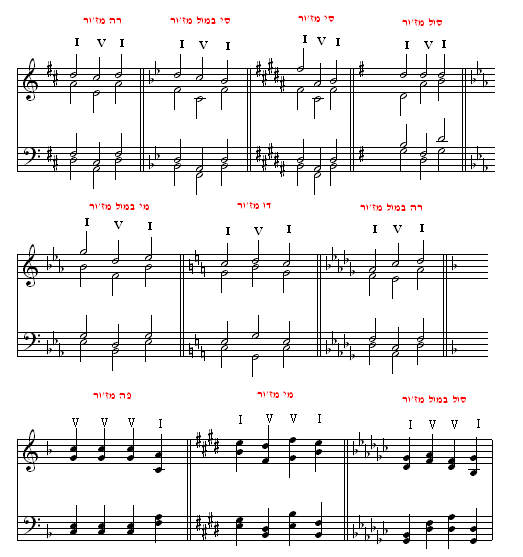 רה מז'ור
I V I
סי במול מז'ור
I V I
סי מז'ור
I V I
סול מז'ור
I V I
מי במול מז'ור
I V I
דו מז'ור
I V I
רה במול מז'ור
I V I
פה מז'ור
V V V I
מי מז'ור
I V V I
סול במול מז'ור
I V V I